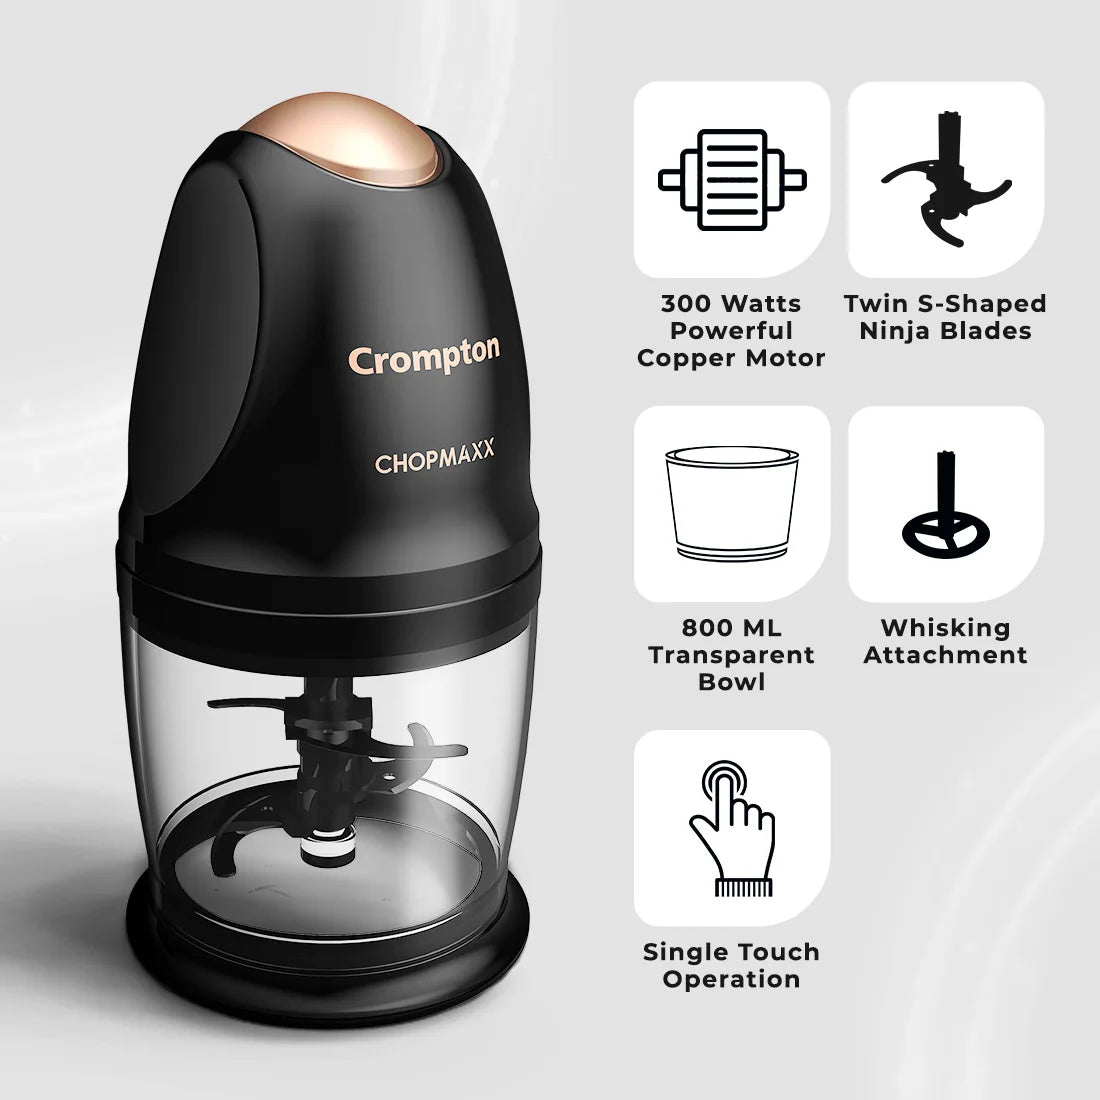 Crompton
CHOPMAXX
300 Watts
Powerful
Copper Motor
Twin S-Shaped
Ninja Blades
800 ML
Transparent
Bowl
Whisking
Attachment
Single Touch
Operation